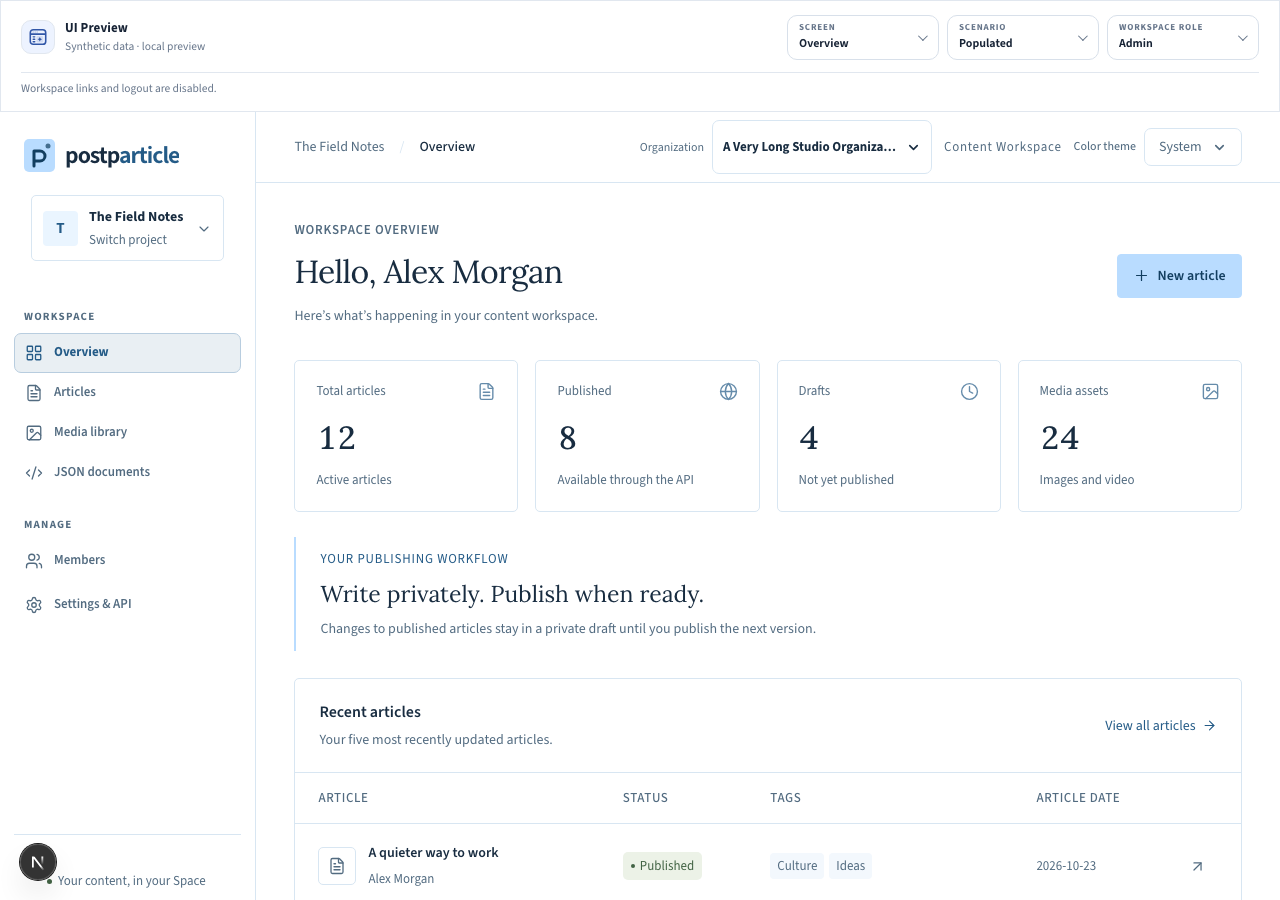 UI Preview
Synthetic data · local preview
SCREEN
Overview
SCENARIO
Populated
WORKSPACE ROLE
Admin
Workspace links and logout are disabled.
postparticle
T
The Field Notes
Switch project
WORKSPACE
Overview
Articles
Media library
JSON documents
MANAGE
Members
Settings & API
N
Your content, in your Space
The Field Notes / Overview
Organization
A Very Long Studio Organiza...
Content Workspace
Color theme
System
WORKSPACE OVERVIEW
Hello, Alex Morgan
Here’s what’s happening in your content workspace.
+ New article
Total articles
12
Active articles
Published
8
Available through the API
Drafts
4
Not yet published
Media assets
24
Images and video
YOUR PUBLISHING WORKFLOW
Write privately. Publish when ready.
Changes to published articles stay in a private draft until you publish the next version.
Recent articles
Your five most recently updated articles.
View all articles →
ARTICLE STATUS TAGS ARTICLE DATE
A quieter way to work
Alex Morgan
• Published
Culture Ideas
2026-10-23